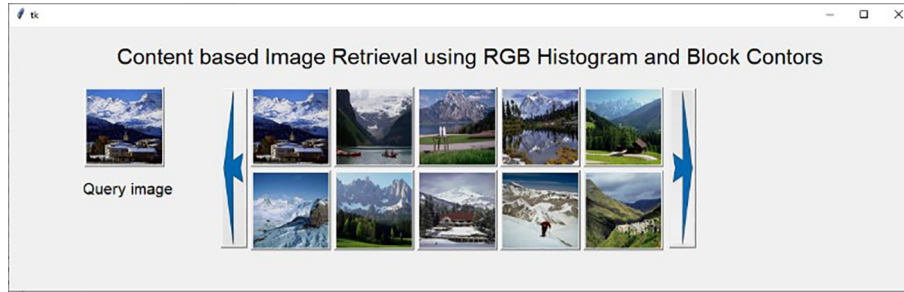 tk
Content based Image Retrieval using RGB Histogram and Block Contors
Query image